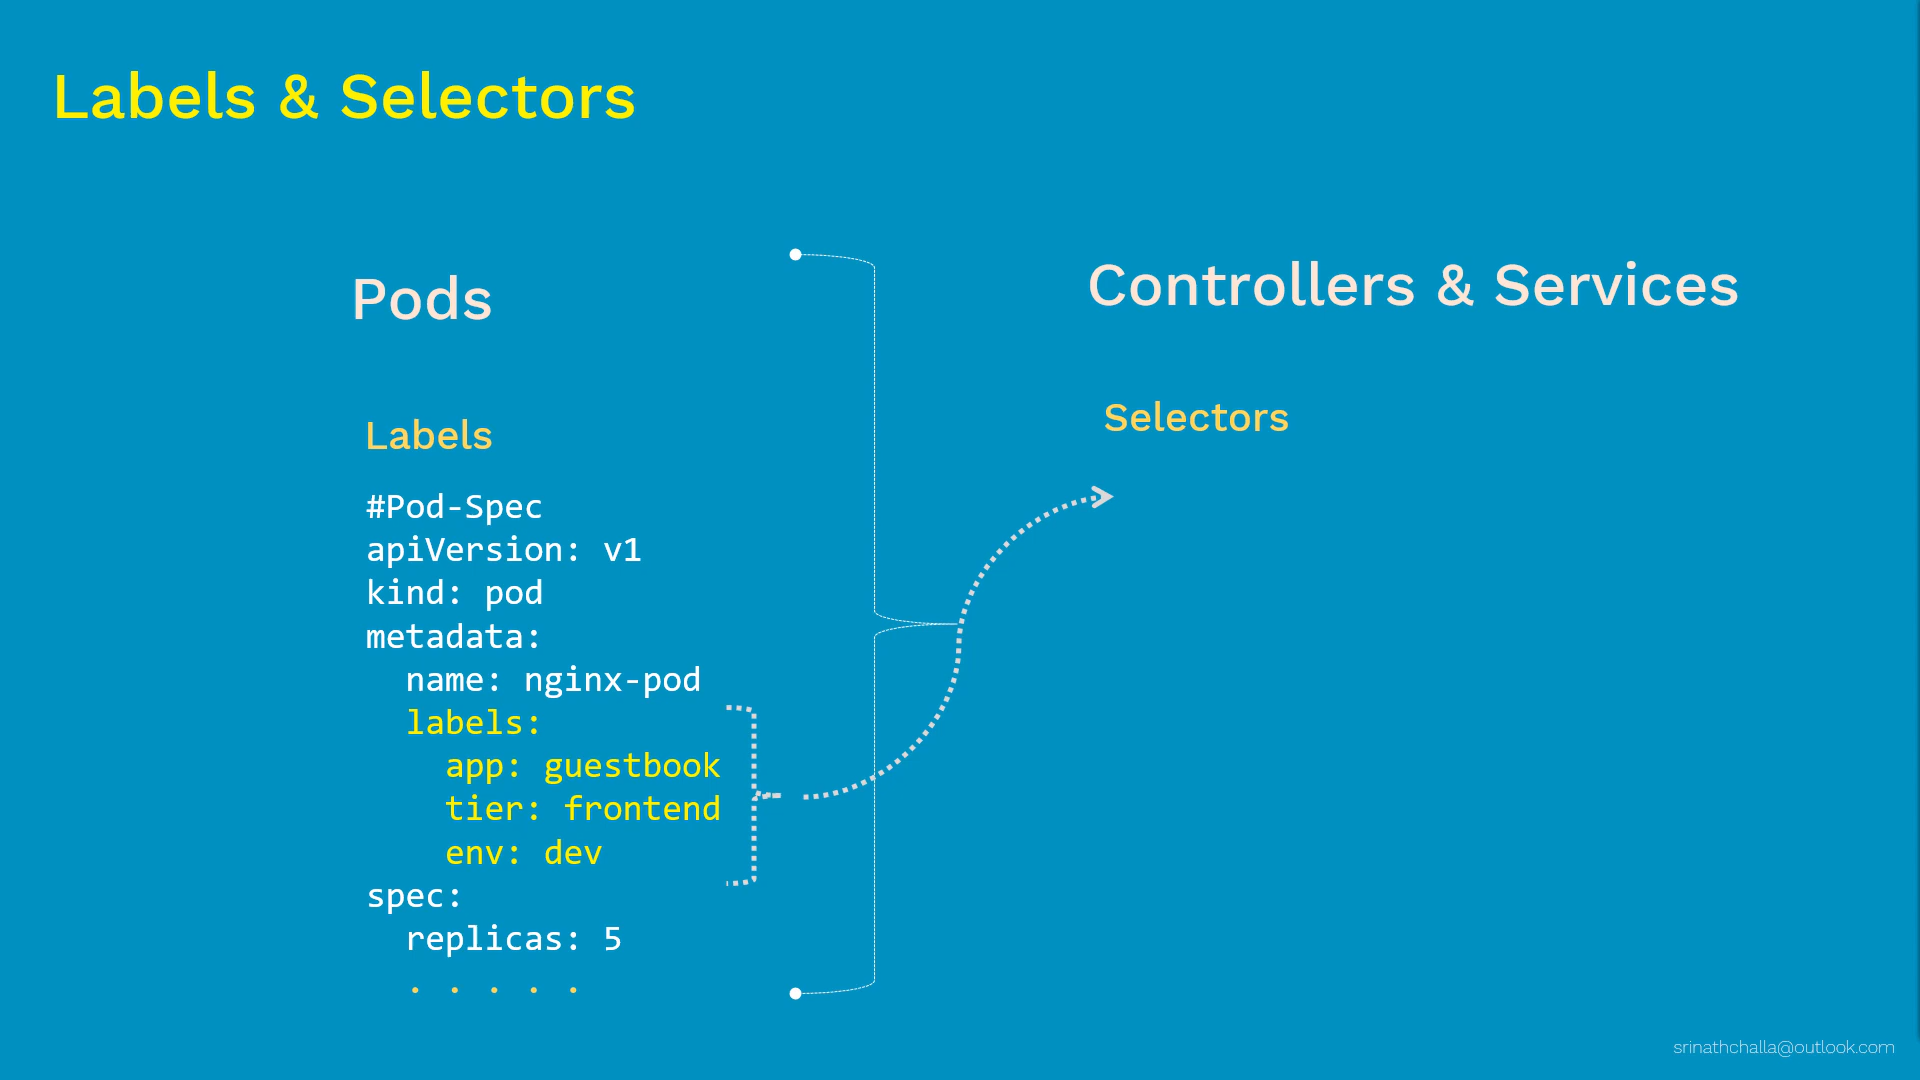 Labels & Selectors
Pods
Labels
#Pod-Spec
apiVersion: v1
kind: pod
metadata:
  name: nginx-pod
  labels:
    app: guestbook
    tier: frontend
    env: dev
spec:
  replicas: 5
  . . . . .
Controllers & Services
Selectors
srinathchalla@outlook.com